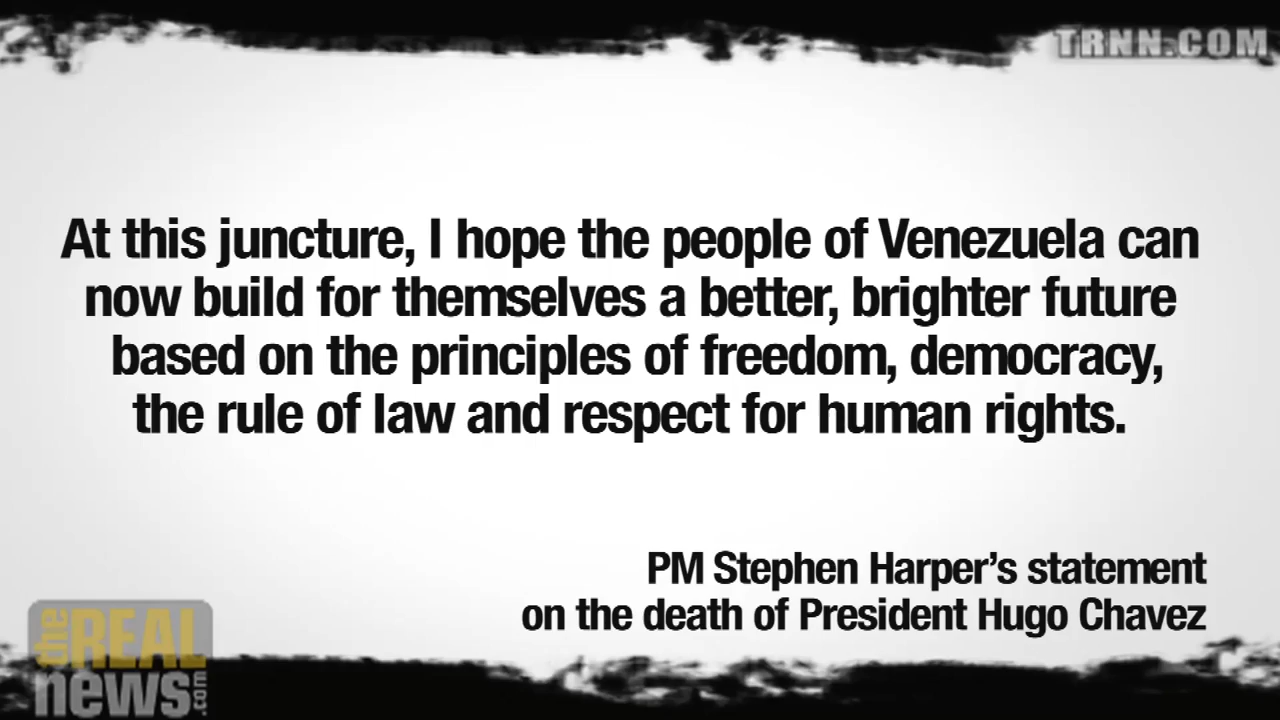 TRNN.COM
At this juncture, I hope the people of Venezuela can
now build for themselves a better, brighter future
based on the principles of freedom, democracy,
the rule of law and respect for human rights.
PM Stephen Harper’s statement
on the death of President Hugo Chavez
the REAL
news.com